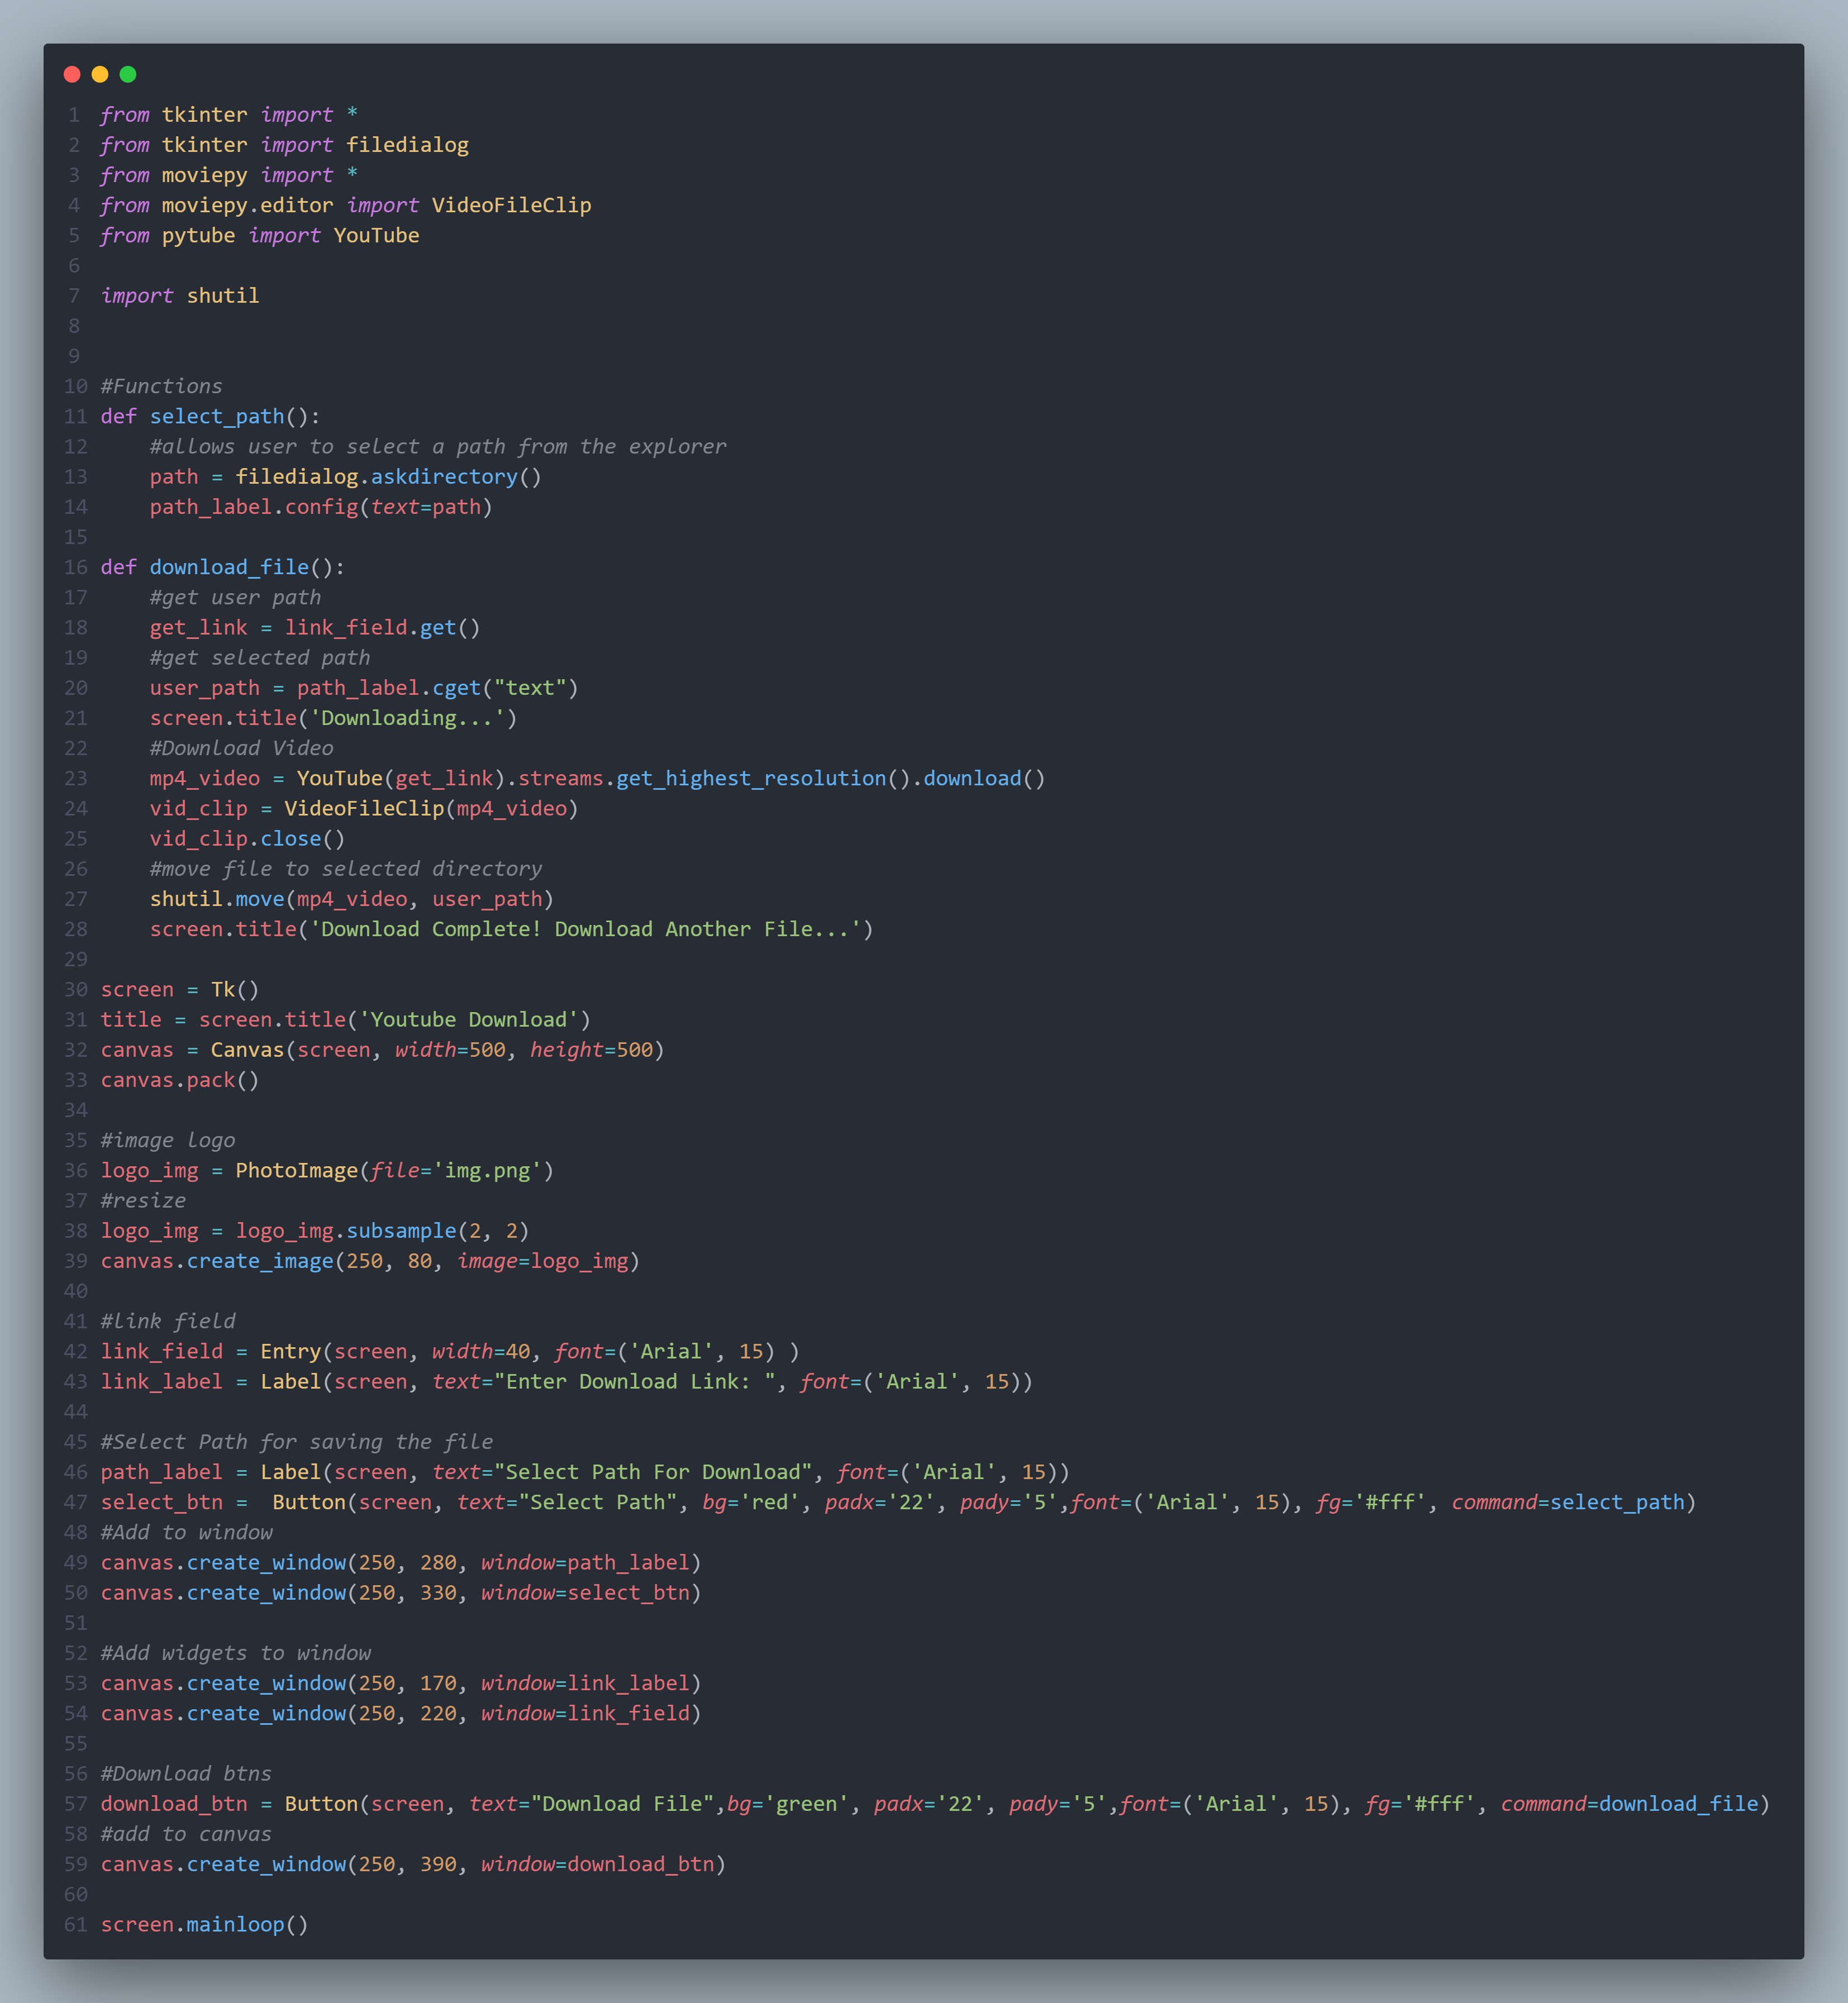 1 from tkinter import *
2 from tkinter import filedialog
3 from moviepy import *
4 from moviepy.editor import VideoFileClip
5 from pytube import YouTube
6
7 import shutil
8
9
10 #Functions
11 def select_path():
12     #allows user to select a path from the explorer
13     path = filedialog.askdirectory()
14     path_label.config(text=path)
15
16 def download_file():
17     #get user path
18     get_link = link_field.get()
19     #get selected path
20     user_path = path_label.cget("text")
21     screen.title('Downloading...')
22     #Download Video
23     mp4_video = YouTube(get_link).streams.get_highest_resolution().download()
24     vid_clip = VideoFileClip(mp4_video)
25     vid_clip.close()
26     #move file to selected directory
27     shutil.move(mp4_video, user_path)
28     screen.title('Download Complete! Download Another File...')
29
30 screen = Tk()
31 title = screen.title('Youtube Download')
32 canvas = Canvas(screen, width=500, height=500)
33 canvas.pack()
34
35 #image logo
36 logo_img = PhotoImage(file='img.png')
37 #resize
38 logo_img = logo_img.subsample(2, 2)
39 canvas.create_image(250, 80, image=logo_img)
40
41 #link field
42 link_field = Entry(screen, width=40, font=('Arial', 15) )
43 link_label = Label(screen, text="Enter Download Link: ", font=('Arial', 15))
44
45 #Select Path for saving the file
46 path_label = Label(screen, text="Select Path For Download", font=('Arial', 15))
47 select_btn =  Button(screen, text="Select Path", bg='red', padx='22', pady='5',font=('Arial', 15), fg='#fff', command=select_path)
48 #Add to window
49 canvas.create_window(250, 280, window=path_label)
50 canvas.create_window(250, 330, window=select_btn)
51
52 #Add widgets to window
53 canvas.create_window(250, 170, window=link_label)
54 canvas.create_window(250, 220, window=link_field)
55
56 #Download btns
57 download_btn = Button(screen, text="Download File",bg='green', padx='22', pady='5',font=('Arial', 15), fg='#fff', command=download_file)
58 #add to canvas
59 canvas.create_window(250, 390, window=download_btn)
60
61 screen.mainloop()